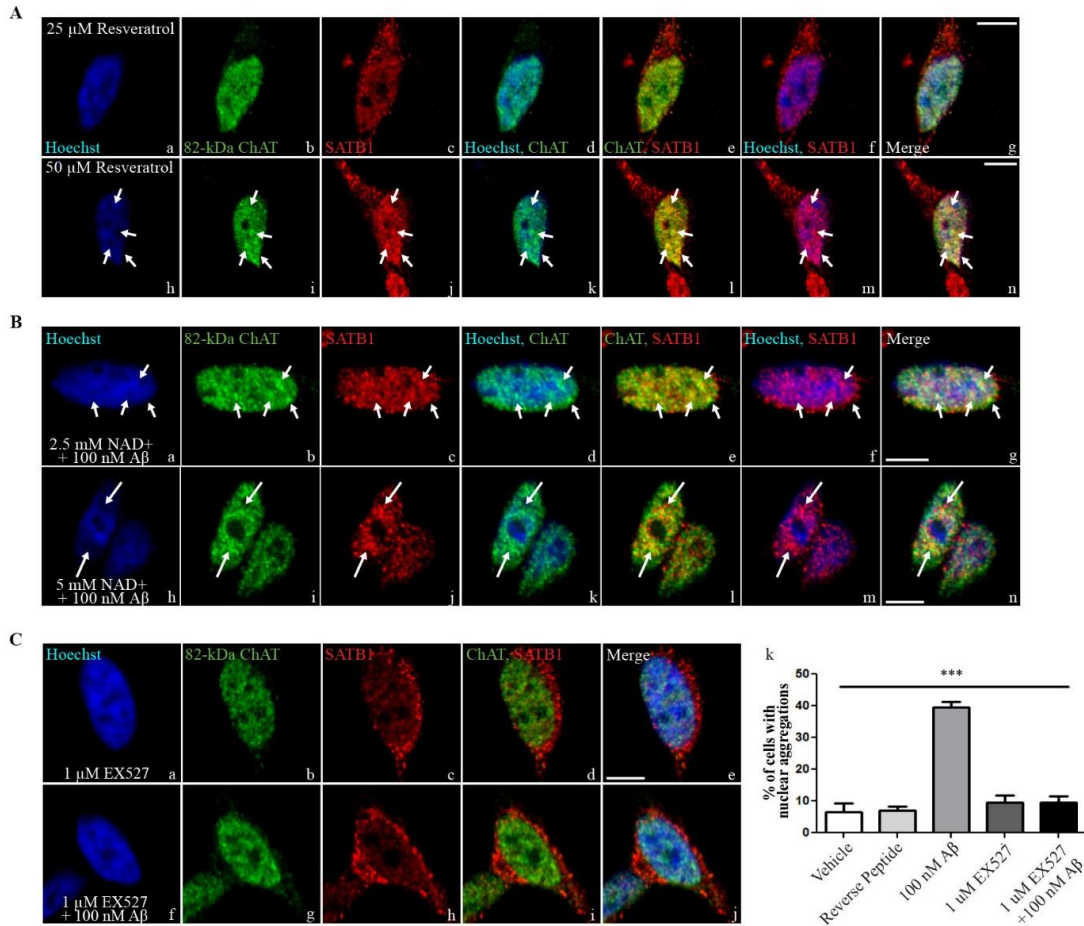 A
25 µM Resveratrol
Hoechst a
82-kDa ChAT b
SATB1 c
Hoechst, ChAT d
ChAT, SATB1 e
Hoechst, SATB1 f
Merge g
50 µM Resveratrol
h
i
j
k
l
m
n
B
Hoechst
82-kDa ChAT
SATB1
Hoechst, ChAT
ChAT, SATB1
Hoechst, SATB1
Merge
2.5 mM NAD+
+ 100 nM Aβ a
b
c
d
e
f
g
5 mM NAD+
+ 100 nM Aβ h
i
j
k
l
m
n
C
Hoechst
82-kDa ChAT
SATB1
ChAT, SATB1
Merge
1 µM EX527 a
b
c
d
e
1 µM EX527
+ 100 nM Aβ f
g
h
i
j
k
***
% of cells with
nuclear aggregations
50
40
30
20
10
0
Vehicle
Reverse Peptide
100 nM Aβ
1 uM EX527
1 uM EX527
+100 nM Aβ